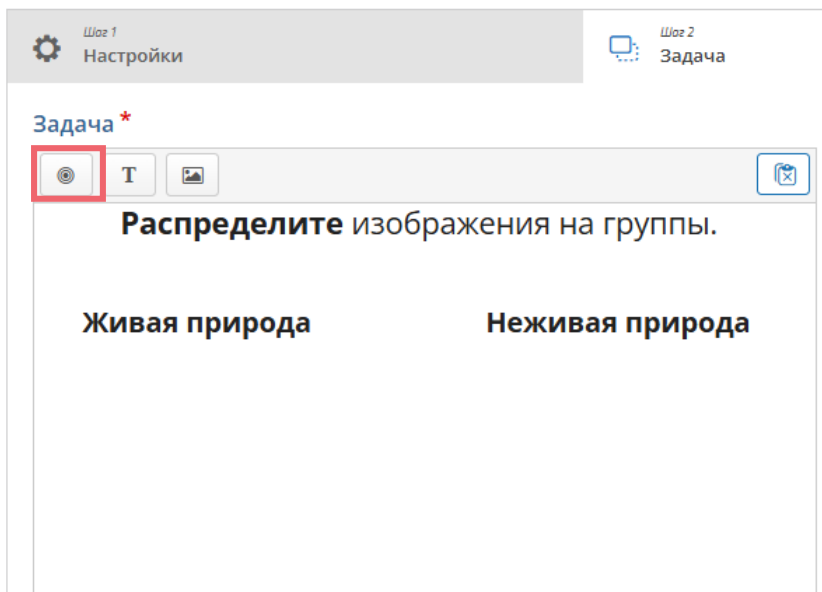 Шаг 1
Настройки
Шаг 2
Задача
Задача *
T
Распределите изображения на группы.
Живая природа
Неживая природа